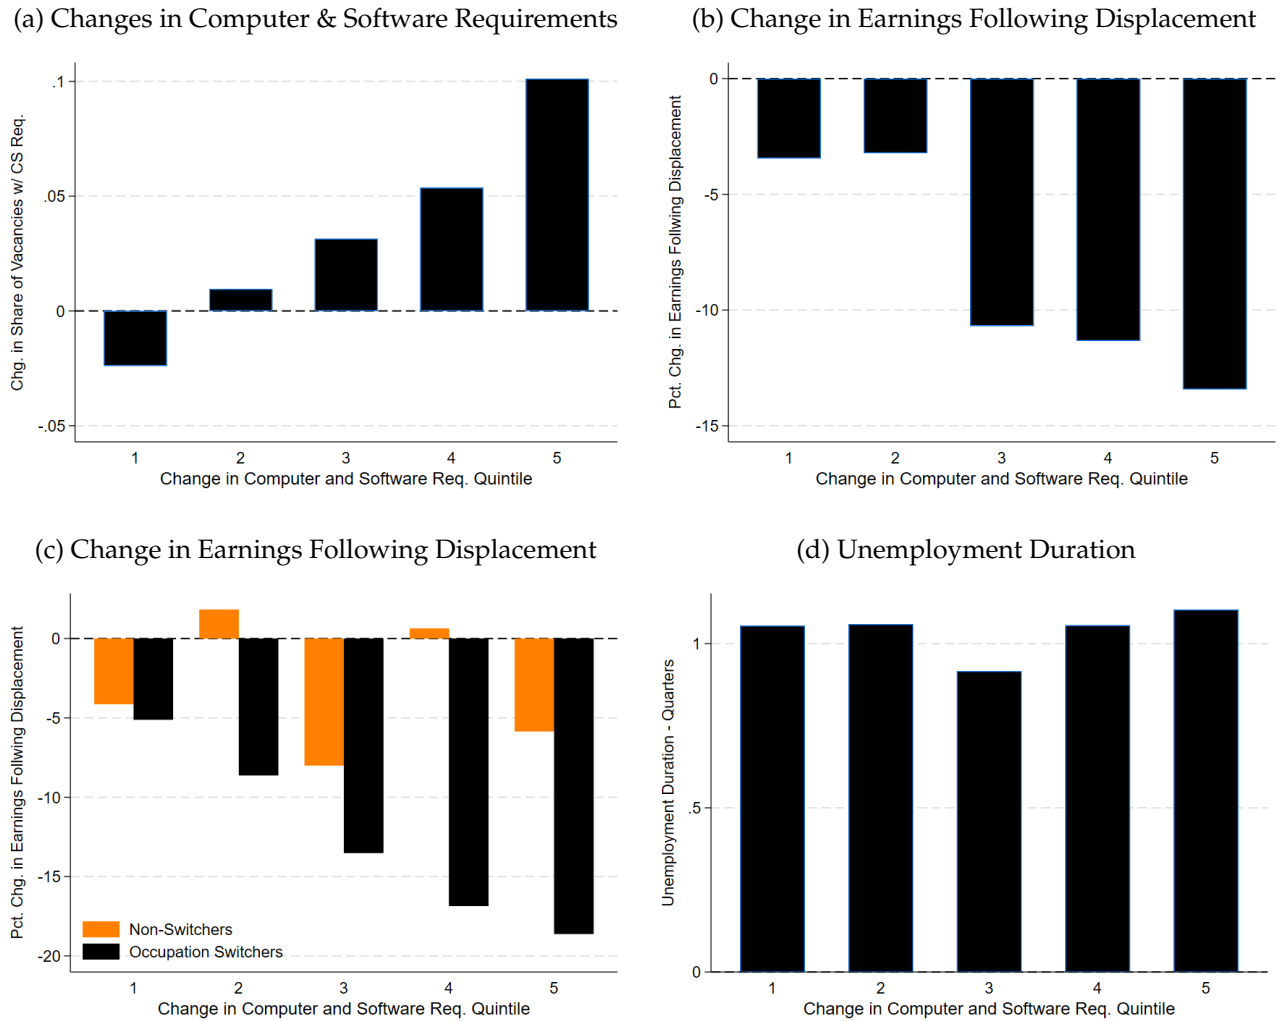 (a) Changes in Computer & Software Requirements
Chg. in Share of Vacancies w/ CS Req.
.1
.05
0
-.05
1 2 3 4 5
Change in Computer and Software Req. Quintile
(b) Change in Earnings Following Displacement
Pct. Chg. in Earnings Follwing Displacement
0
-5
-10
-15
1 2 3 4 5
Change in Computer and Software Req. Quintile
(c) Change in Earnings Following Displacement
Pct. Chg. in Earnings Follwing Displacement
0
-5
-10
-15
-20
Non-Switchers
Occupation Switchers
1 2 3 4 5
Change in Computer and Software Req. Quintile
(d) Unemployment Duration
Unemployment Duration - Quarters
1
.5
0
1 2 3 4 5
Change in Computer and Software Req. Quintile